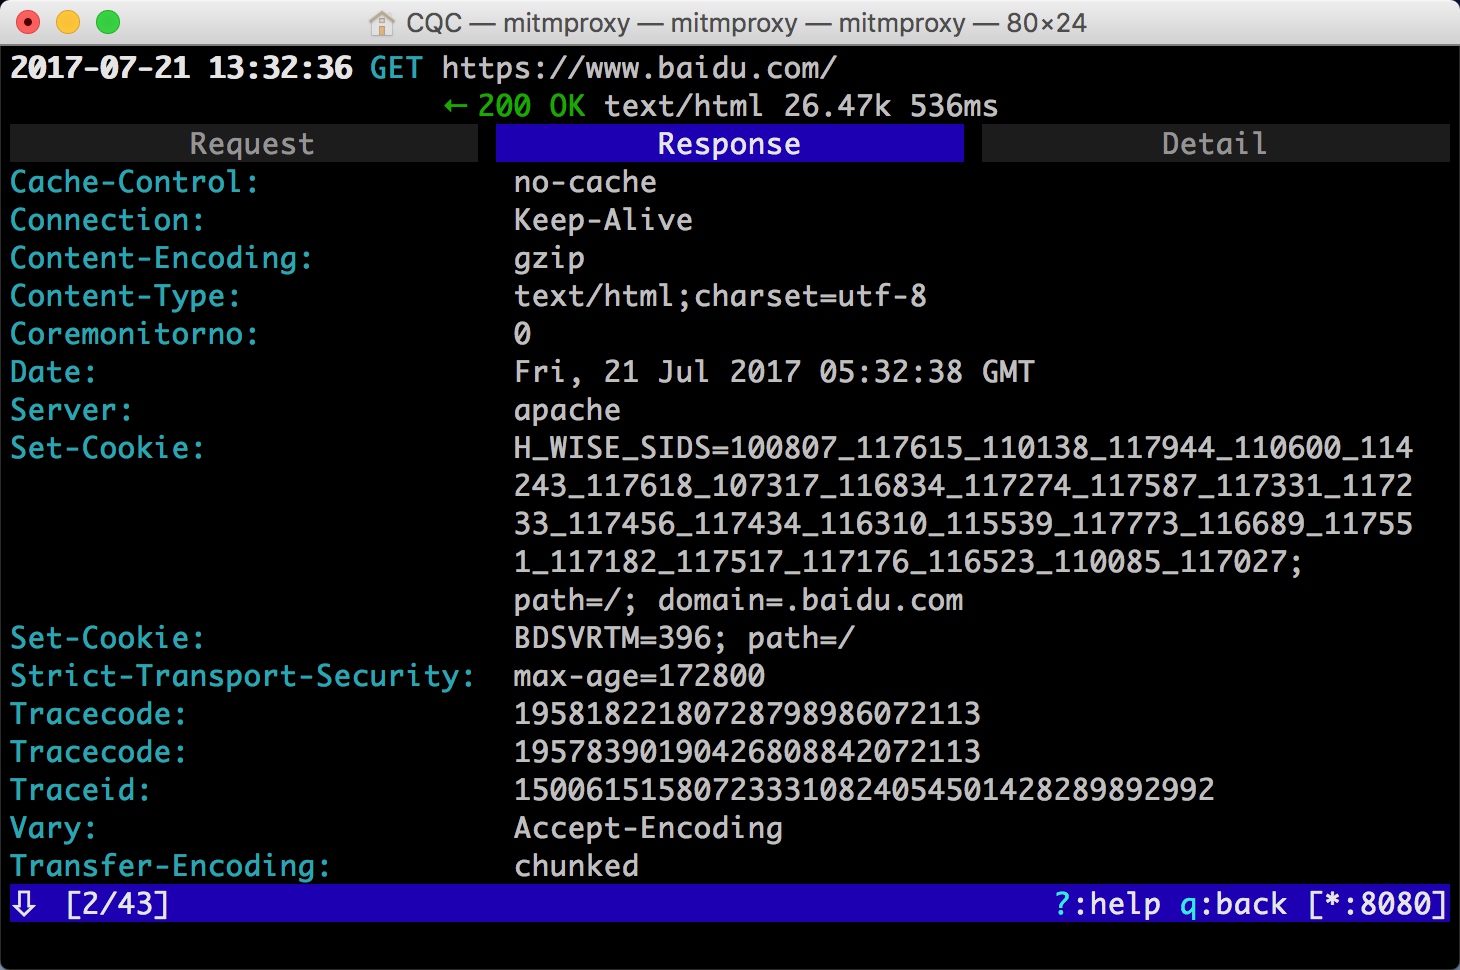 CQC — mitmproxy — mitmproxy — mitmproxy — 80×24
2017-07-21 13:32:36 GET https://www.baidu.com/
← 200 OK text/html 26.47k 536ms
Request Response Detail
Cache-Control: no-cache
Connection: Keep-Alive
Content-Encoding: gzip
Content-Type: text/html;charset=utf-8
Coremonitorno: 0
Date: Fri, 21 Jul 2017 05:32:38 GMT
Server: apache
Set-Cookie: H_WISE_SIDS=100807_117615_110138_117944_110600_114
243_117618_107317_116834_117274_117587_117331_1172
33_117456_117434_116310_115539_117773_116689_11755
1_117182_117517_117176_116523_110085_117027;
path=/; domain=.baidu.com
Set-Cookie: BDSVRTM=396; path=/
Strict-Transport-Security: max-age=172800
Tracecode: 19581822180728798986072113
Tracecode: 19578390190426808842072113
Traceid: 150061515807233310824054501428289892992
Vary: Accept-Encoding
Transfer-Encoding: chunked
⇩ [2/43] ?:help q:back [*:8080]